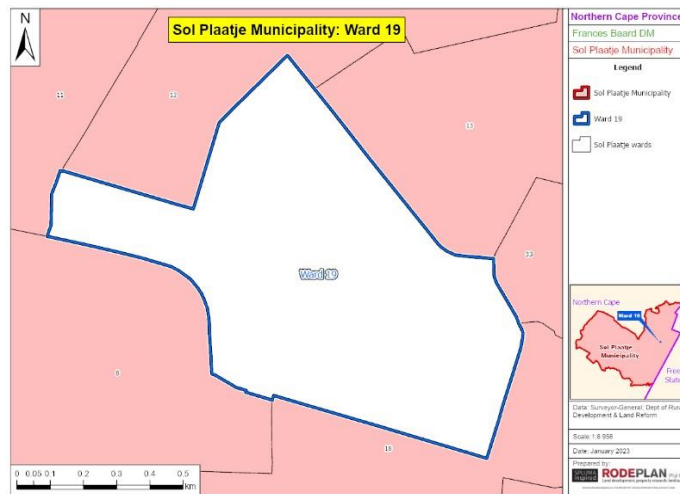 N
Sol Plaatje Municipality: Ward 19
11
12
33
8
18
Ward 19
0 0.05 0.1 0.2 0.3 0.4 0.5
km
Northern Cape Province
Frances Baard DM
Sol Plaatje Municipality
Legend
Sol Plaatje Municipality
Ward 19
Sol Plaatje wards
Northern Cape
Ward 19
Sol Plaatje
Municipality
Free
State
Data: Surveyor-General, Dept of Rural
Development & Land Reform
Scale: 1:8 958
Date: January 2023
Prepared by:
SPLUMA
Inspired
RODEPLAN